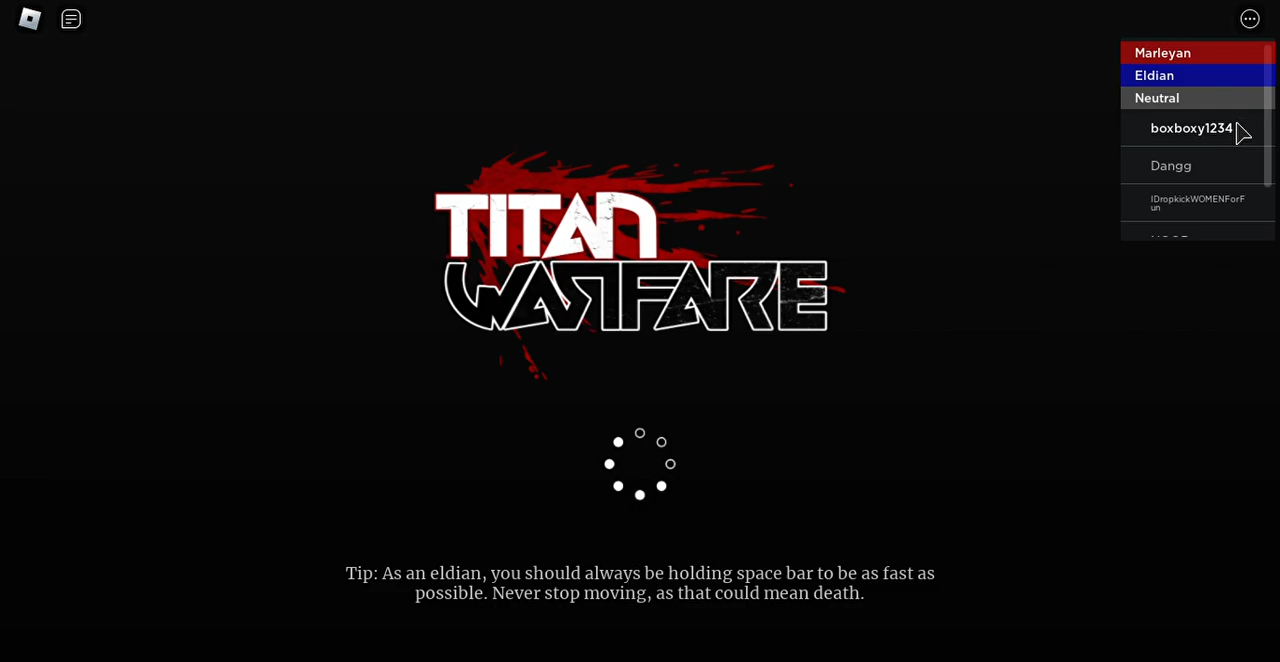 Marleyan
Eldian
Neutral
boxboxy1234
Dangg
IDropkickWOMENForF
un
TITAN
WARFARE
Tip: As an eldian, you should always be holding space bar to be as fast as
possible. Never stop moving, as that could mean death.